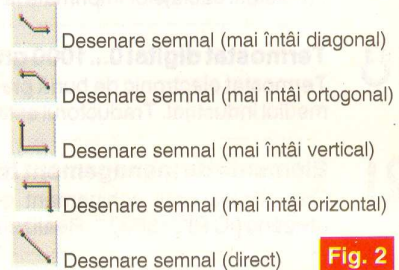 Desenare semnal (mai întâi diagonal)
Desenare semnal (mai întâi ortogonal)
Desenare semnal (mai întâi vertical)
Desenare semnal (mai întâi orizontal)
Desenare semnal (direct)
Fig. 2